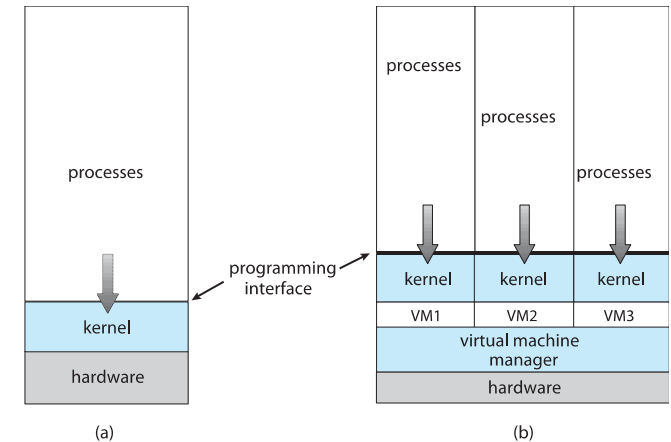 processes
programming
interface
kernel
hardware
(a)
processes
processes
processes
kernel
kernel
kernel
VM1
VM2
VM3
virtual machine
manager
hardware
(b)